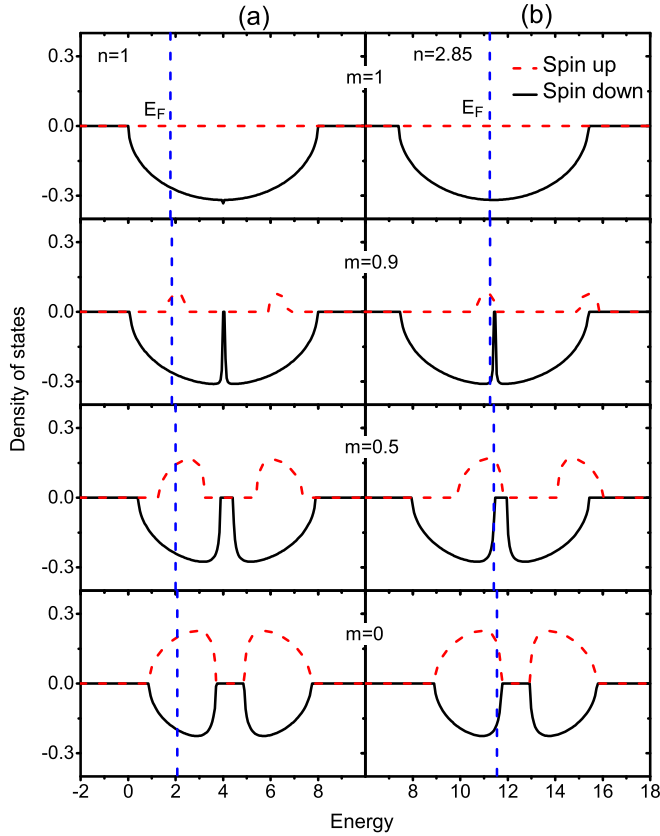 (a) (b)
n=1 n=2.85
Spin up
Spin down
m=1
E_F E_F
0.3
0.0
-0.3
m=0.9
0.3
0.0
-0.3
m=0.5
0.3
0.0
-0.3
m=0
0.3
0.0
-0.3
Density of states
-2 0 2 4 6 8 10 12 14 16 18
Energy